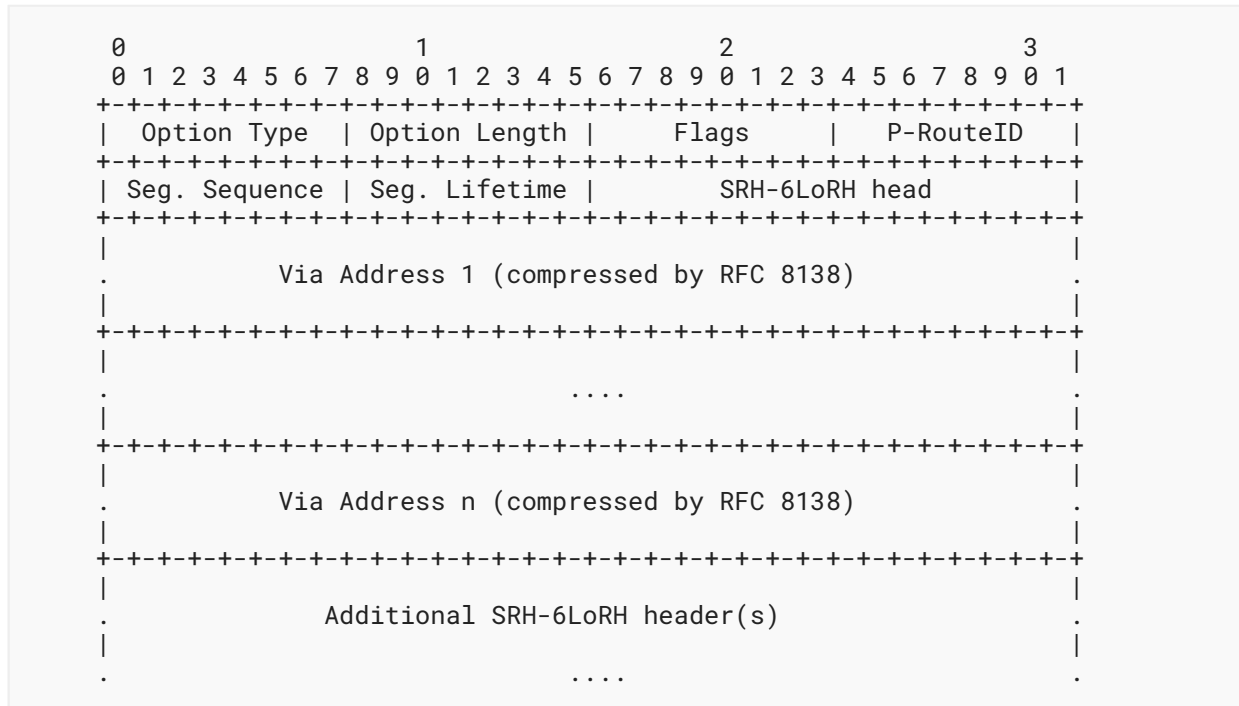 0                   1                   2                   3
 0 1 2 3 4 5 6 7 8 9 0 1 2 3 4 5 6 7 8 9 0 1 2 3 4 5 6 7 8 9 0 1
+-+-+-+-+-+-+-+-+-+-+-+-+-+-+-+-+-+-+-+-+-+-+-+-+-+-+-+-+-+-+-+-+
|  Option Type  | Option Length |     Flags     |   P-RouteID   |
+-+-+-+-+-+-+-+-+-+-+-+-+-+-+-+-+-+-+-+-+-+-+-+-+-+-+-+-+-+-+-+-+
| Seg. Sequence | Seg. Lifetime |        SRH-6LoRH head         |
+-+-+-+-+-+-+-+-+-+-+-+-+-+-+-+-+-+-+-+-+-+-+-+-+-+-+-+-+-+-+-+-+
|                                                               |
.           Via Address 1 (compressed by RFC 8138)              .
|                                                               |
+-+-+-+-+-+-+-+-+-+-+-+-+-+-+-+-+-+-+-+-+-+-+-+-+-+-+-+-+-+-+-+-+
|                                                               |
.                              ....                             .
|                                                               |
+-+-+-+-+-+-+-+-+-+-+-+-+-+-+-+-+-+-+-+-+-+-+-+-+-+-+-+-+-+-+-+-+
|                                                               |
.           Via Address n (compressed by RFC 8138)              .
|                                                               |
+-+-+-+-+-+-+-+-+-+-+-+-+-+-+-+-+-+-+-+-+-+-+-+-+-+-+-+-+-+-+-+-+
|                                                               |
.              Additional SRH-6LoRH header(s)                   .
|                                                               |
.                              ....                             .